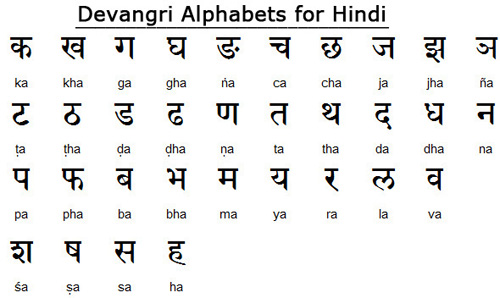 Devangri Alphabets for Hindi
क ख ग घ ङ च छ ज झ ञ
ka kha ga gha ṅa ca cha ja jha ña
ट ठ ड ढ ण त थ द ध न
ṭa ṭha ḍa ḍha ṇa ta tha da dha na
प फ ब भ म य र ल व
pa pha ba bha ma ya ra la va
श ष स ह
śa ṣa sa ha